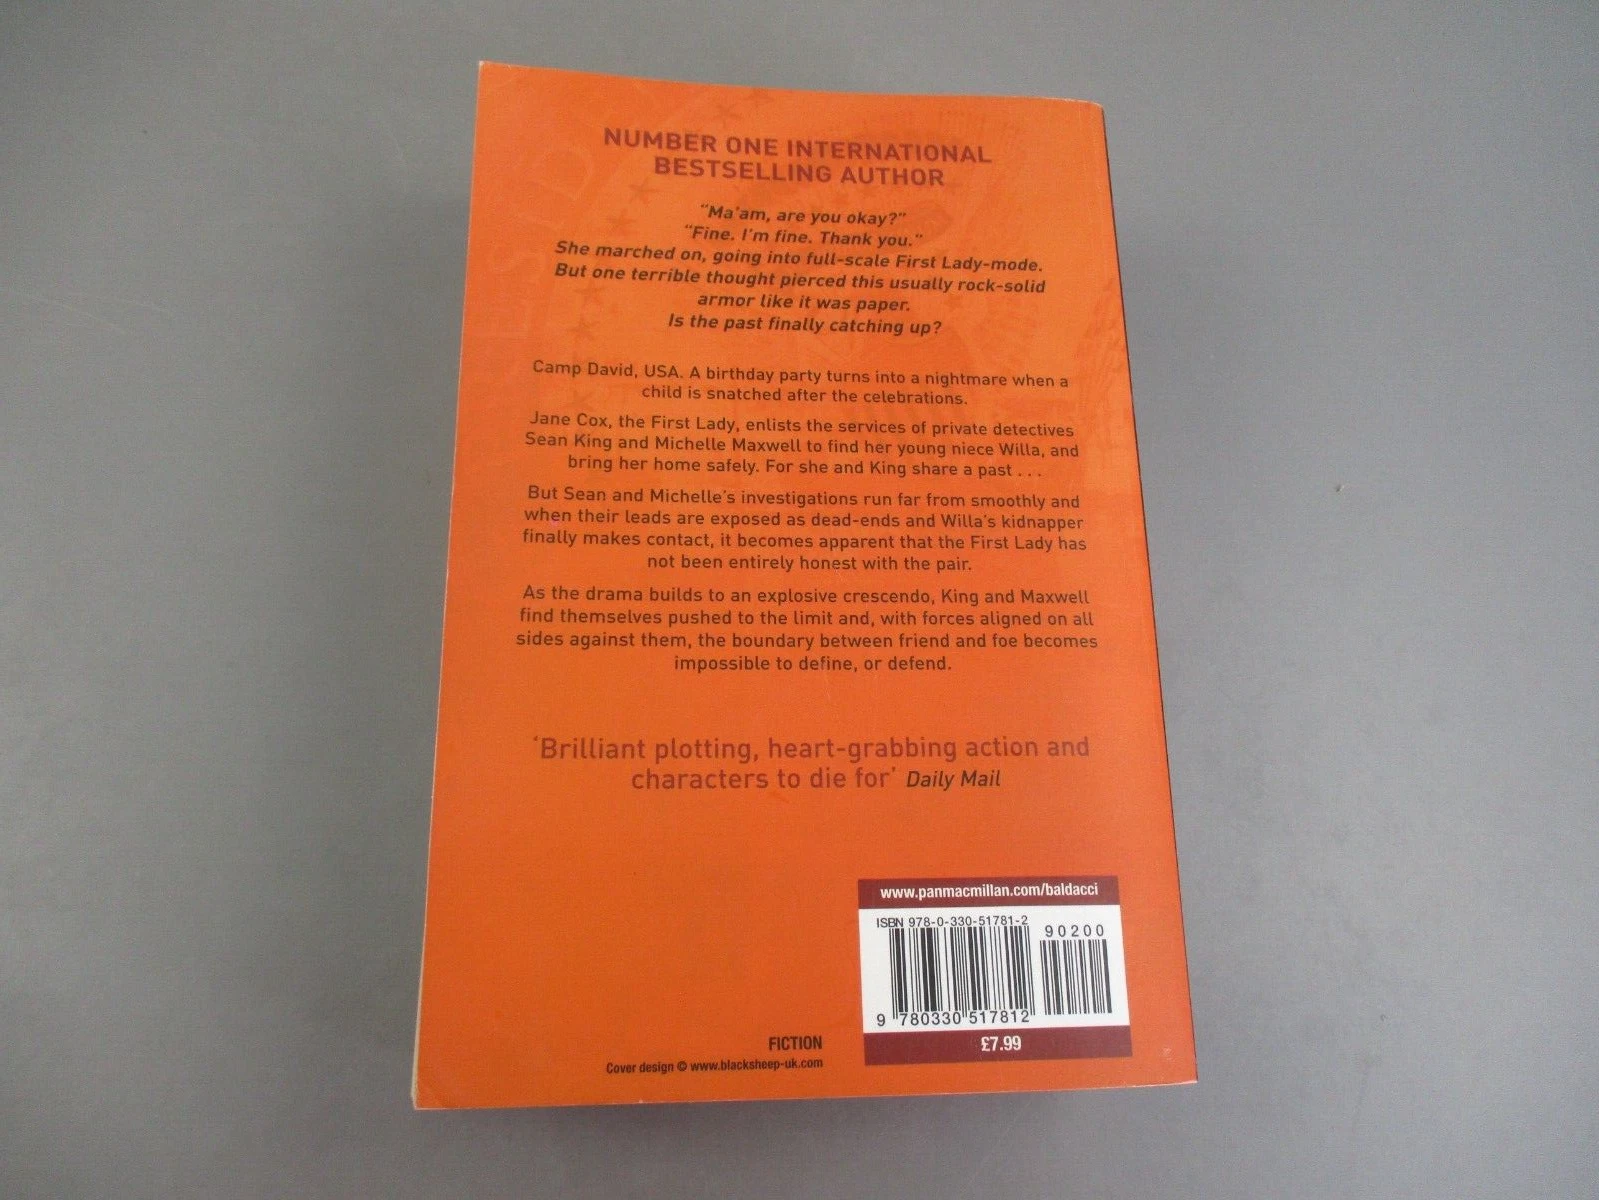 NUMBER ONE INTERNATIONAL
BESTSELLING AUTHOR
“Ma’am, are you okay?”
“Fine. I’m fine. Thank you.”
She marched on, going into full-scale First Lady-mode.
But one terrible thought pierced this usually rock-solid
armor like it was paper.
Is the past finally catching up?
Camp David, USA. A birthday party turns into a nightmare when a
child is snatched after the celebrations.
Jane Cox, the First Lady, enlists the services of private detectives
Sean King and Michelle Maxwell to find her young niece Willa, and
bring her home safely. For she and King share a past . . .
But Sean and Michelle’s investigations run far from smoothly and
when their leads are exposed as dead-ends and Willa’s kidnapper
finally makes contact, it becomes apparent that the First Lady has
not been entirely honest with the pair.
As the drama builds to an explosive crescendo, King and Maxwell
find themselves pushed to the limit and, with forces aligned on all
sides against them, the boundary between friend and foe becomes
impossible to define, or defend.
‘Brilliant plotting, heart-grabbing action and
characters to die for’ Daily Mail
www.panmacmillan.com/baldacci
ISBN 978-0-330-51781-2
90200
9 780330 517812
£7.99
FICTION
Cover design © www.blacksheep-uk.com